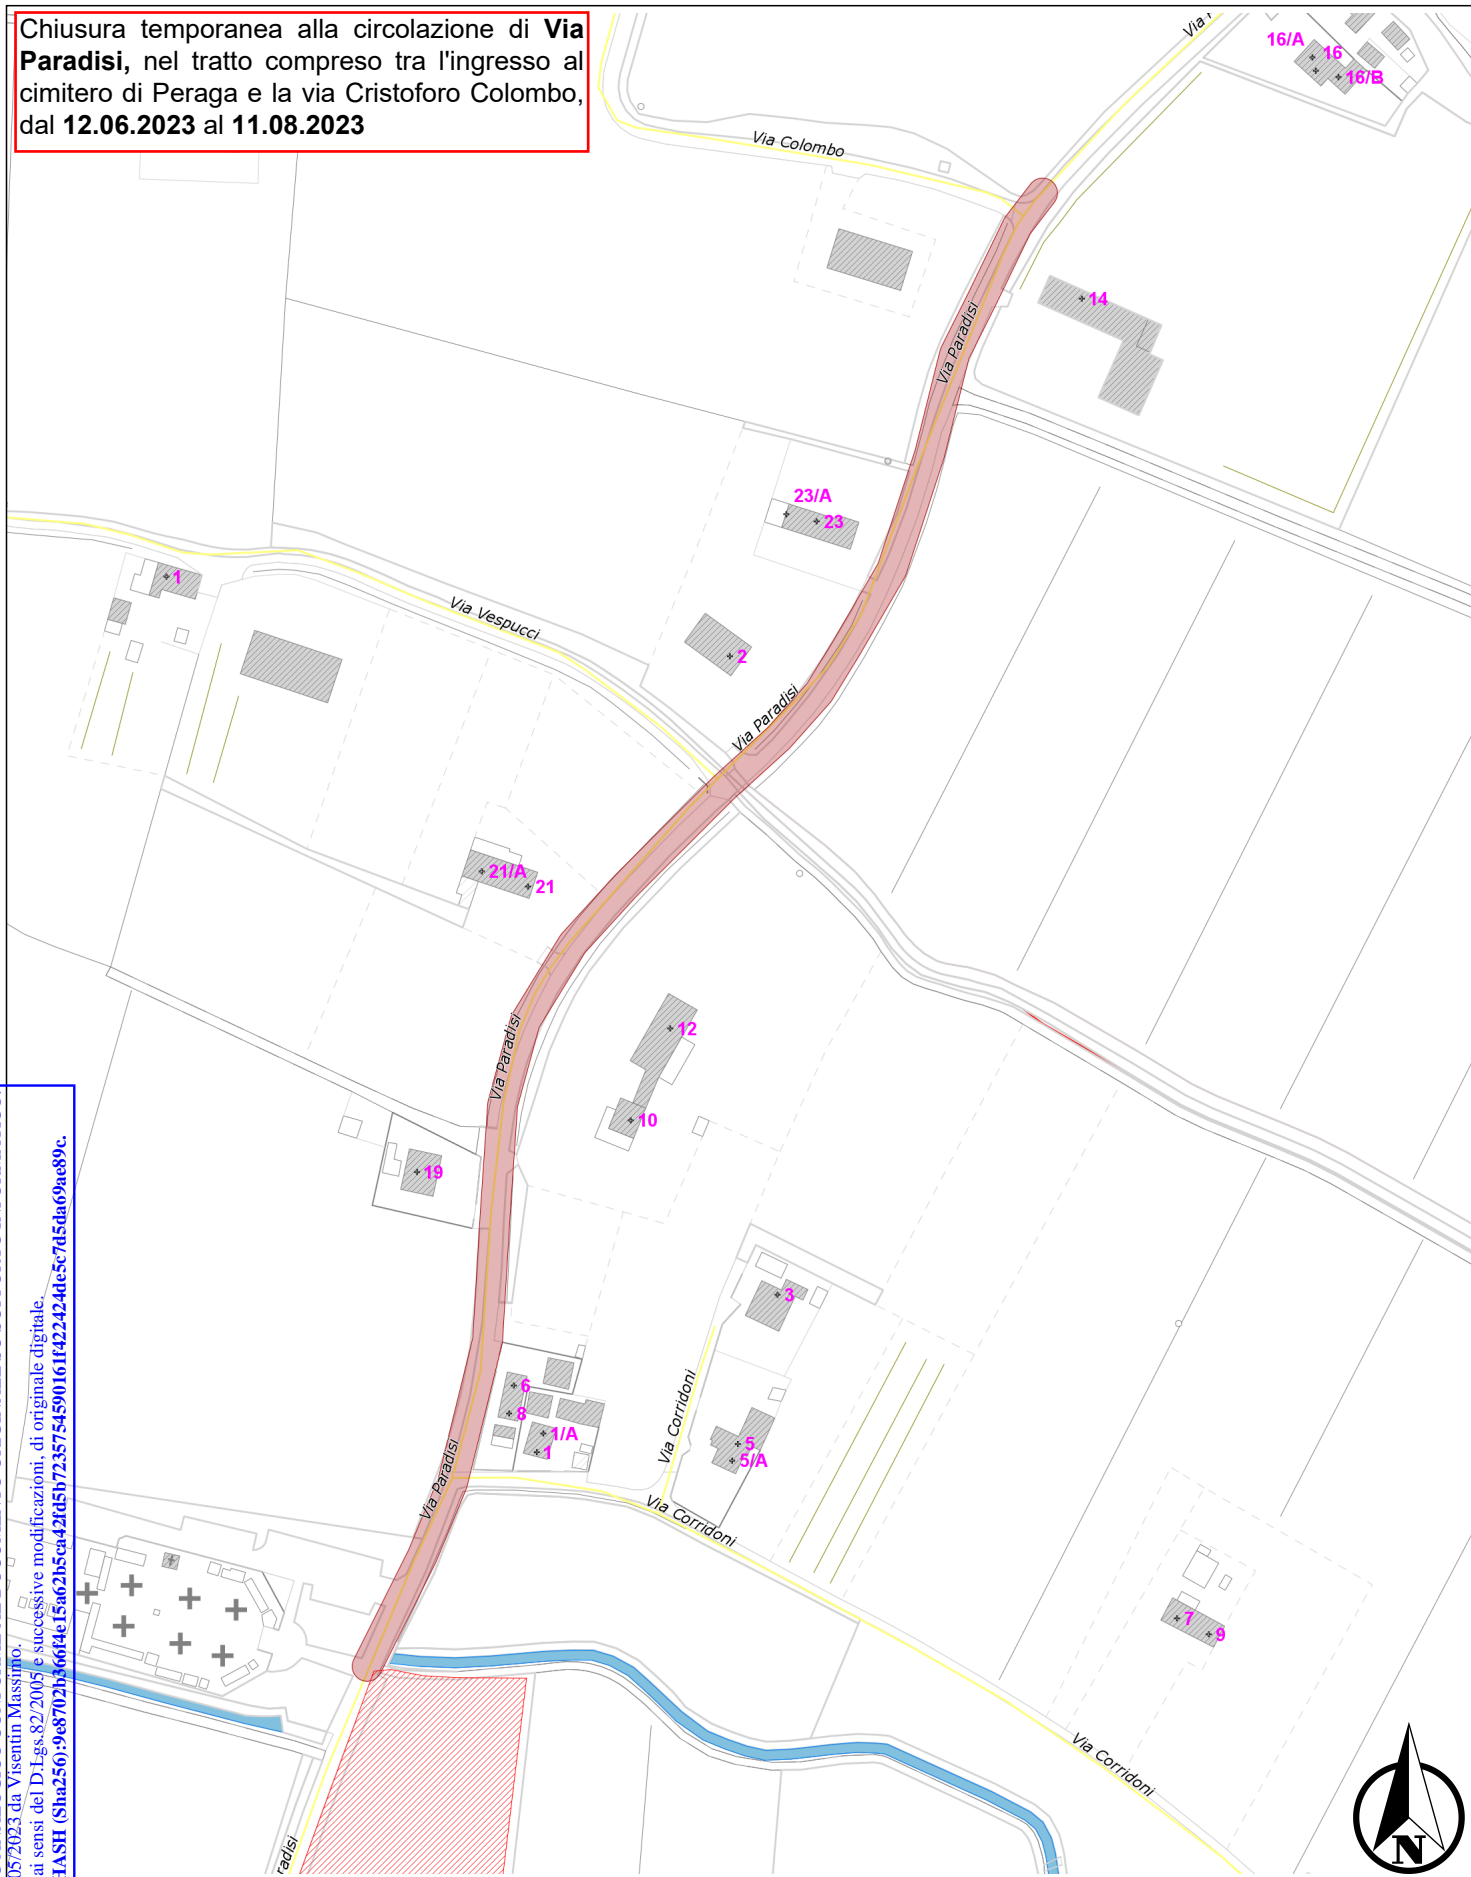 Chiusura temporanea alla circolazione di Via
Paradisi, nel tratto compreso tra l'ingresso al
cimitero di Peraga e la via Cristoforo Colombo,
dal 12.06.2023 al 11.08.2023
16/A
16
16/B
Via Colombo
14
Via Paradisi
23/A
23
1
Via Vespucci
2
Via Paradisi
21/A
21
Via Paradisi
12
10
19
3
6
8
1/A
1
Via Corridoni
5
5/A
Via Paradisi
Via Corridoni
7
9
Via Corridoni
radisi
N
05/2023 da Visentin Massimo.
ai sensi del D.Lgs.82/2005 e successive modificazioni, di originale digitale.
HASH (Sha256):9e8702b366f4e15a62b5ca42fd5b7235754590161f422424de5c7d5da69ae89c.